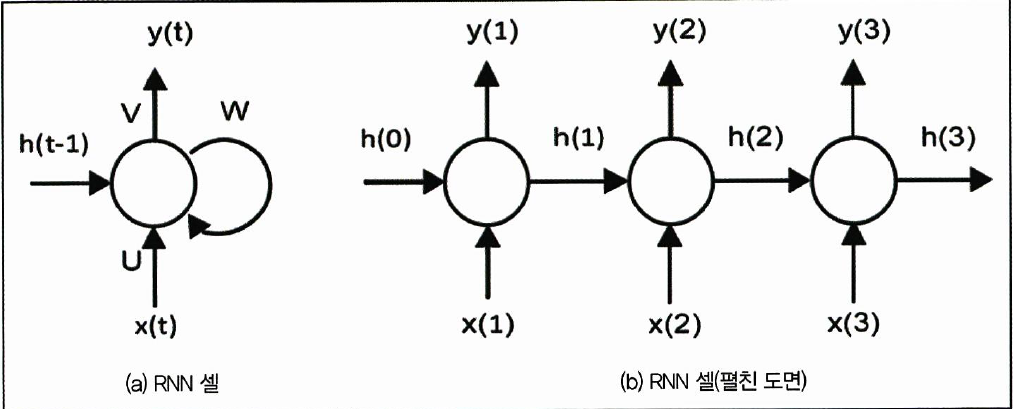 y(t)
V
W
h(t-1)
U
x(t)
(a) RNN 셀
y(1)
y(2)
y(3)
h(0)
h(1)
h(2)
h(3)
x(1)
x(2)
x(3)
(b) RNN 셀(펼친 도면)